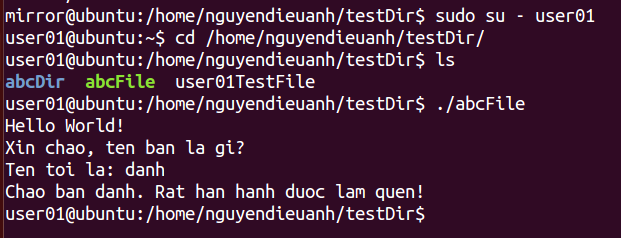 mirror@ubuntu:/home/nguyendieuanh/testDir$ sudo su - user01
user01@ubuntu:~$ cd /home/nguyendieuanh/testDir/
user01@ubuntu:/home/nguyendieuanh/testDir$ ls
abcDir  abcFile  user01TestFile
user01@ubuntu:/home/nguyendieuanh/testDir$ ./abcFile
Hello World!
Xin chao, ten ban la gi?
Ten toi la: danh
Chao ban danh. Rat han hanh duoc lam quen!
user01@ubuntu:/home/nguyendieuanh/testDir$